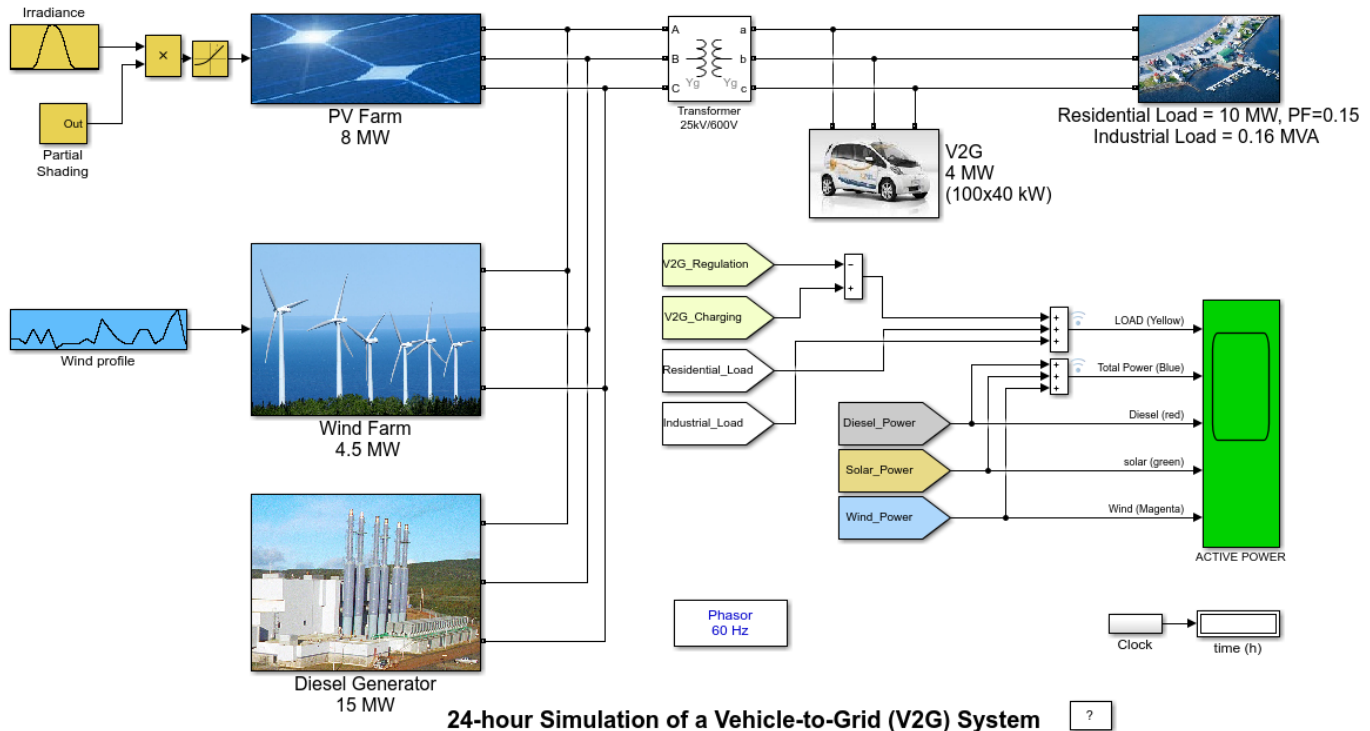 Irradiance
×
Out
Partial
Shading
PV Farm
8 MW
A
B
C
a
b
c
Yg
Yg
Transformer
25kV/600V
Residential Load = 10 MW, PF=0.15
Industrial Load = 0.16 MVA
V2G
4 MW
(100x40 kW)
Wind profile
Wind Farm
4.5 MW
V2G_Regulation
V2G_Charging
Residential_Load
Industrial_Load
−
+
+
+
+
+
+
+
Diesel_Power
Solar_Power
Wind_Power
LOAD (Yellow)
Total Power (Blue)
Diesel (red)
solar (green)
Wind (Magenta)
ACTIVE POWER
Diesel Generator
15 MW
Phasor
60 Hz
Clock
time (h)
24-hour Simulation of a Vehicle-to-Grid (V2G) System
?